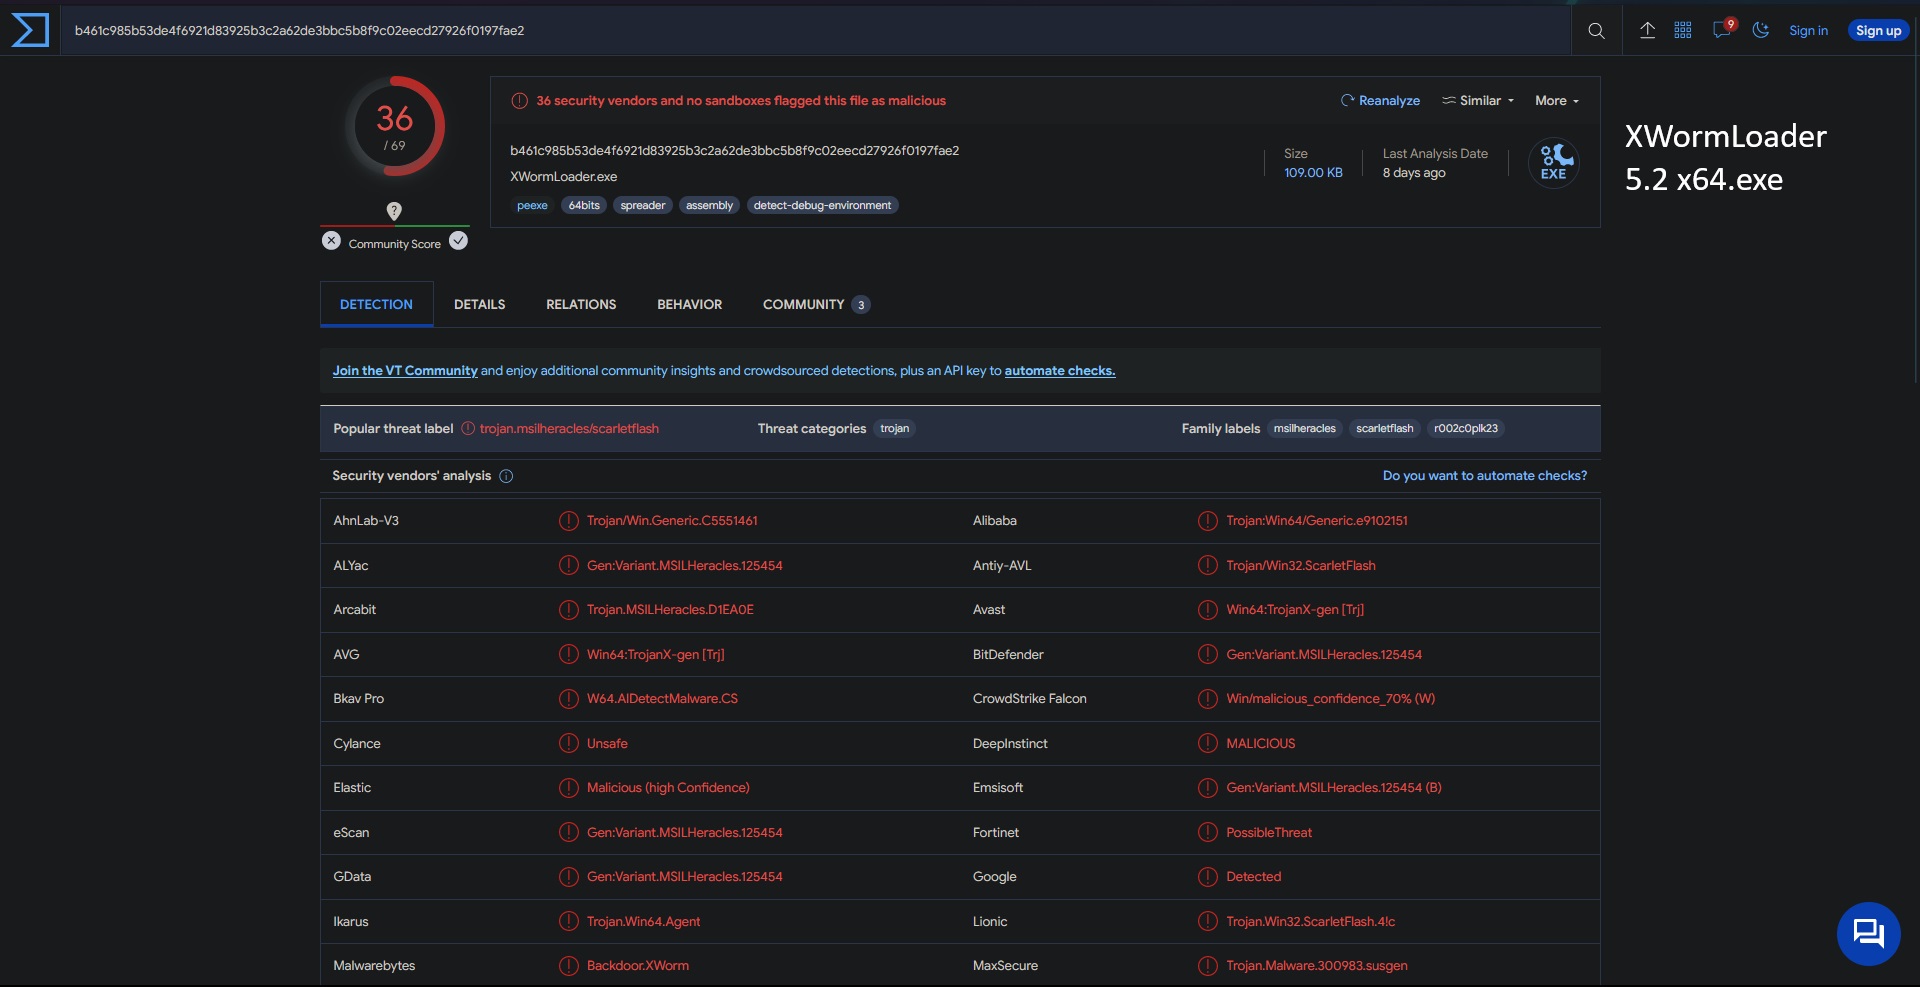 b461c985b53de4f6921d83925b3c2a62de3bbc5b8f9c02eecd27926f0197fae2
9
Sign in
Sign up
36
/ 69
?
Community Score
36 security vendors and no sandboxes flagged this file as malicious
Reanalyze
Similar
More
b461c985b53de4f6921d83925b3c2a62de3bbc5b8f9c02eecd27926f0197fae2
XWormLoader.exe
peexe
64bits
spreader
assembly
detect-debug-environment
Size
109.00 KB
Last Analysis Date
8 days ago
EXE
XWormLoader
5.2 x64.exe
DETECTION
DETAILS
RELATIONS
BEHAVIOR
COMMUNITY 3
Join the VT Community and enjoy additional community insights and crowdsourced detections, plus an API key to automate checks.
Popular threat label trojan.msilheracles/scarletflash
Threat categories trojan
Family labels msilheracles scarletflash r002c0plk23
Security vendors' analysis
Do you want to automate checks?
AhnLab-V3 Trojan/Win.Generic.C5551461 Alibaba Trojan:Win64/Generic.e9102151
ALYac Gen:Variant.MSILHeracles.125454 Antiy-AVL Trojan/Win32.ScarletFlash
Arcabit Trojan.MSILHeracles.D1EA0E Avast Win64:TrojanX-gen [Trj]
AVG Win64:TrojanX-gen [Trj] BitDefender Gen:Variant.MSILHeracles.125454
Bkav Pro W64.AIDetectMalware.CS CrowdStrike Falcon Win/malicious_confidence_70% (W)
Cylance Unsafe DeepInstinct MALICIOUS
Elastic Malicious (high Confidence) Emsisoft Gen:Variant.MSILHeracles.125454 (B)
eScan Gen:Variant.MSILHeracles.125454 Fortinet PossibleThreat
GData Gen:Variant.MSILHeracles.125454 Google Detected
Ikarus Trojan.Win64.Agent Lionic Trojan.Win32.ScarletFlash.4!c
Malwarebytes Backdoor.XWorm MaxSecure Trojan.Malware.300983.susgen